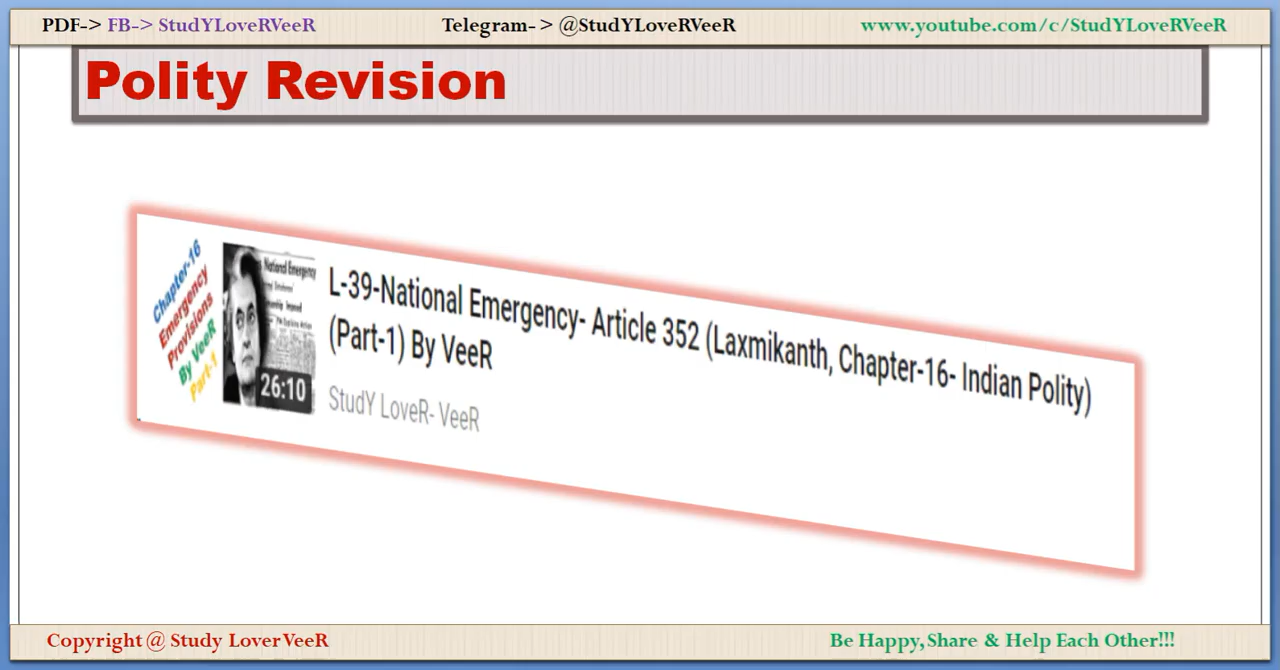 PDF-> FB-> StudYLoveRVeeR
Telegram- > @StudYLoveRVeeR
www.youtube.com/c/StudYLoveRVeeR
Polity Revision
Chapter-16
Emergency
Provisions
By VeeR
Part-1
National Emergency
26:10
L-39-National Emergency- Article 352 (Laxmikanth, Chapter-16- Indian Polity)
(Part-1) By VeeR
StudY LoveR- VeeR
Copyright @ Study LoverVeeR
Be Happy,Share & Help Each Other!!!